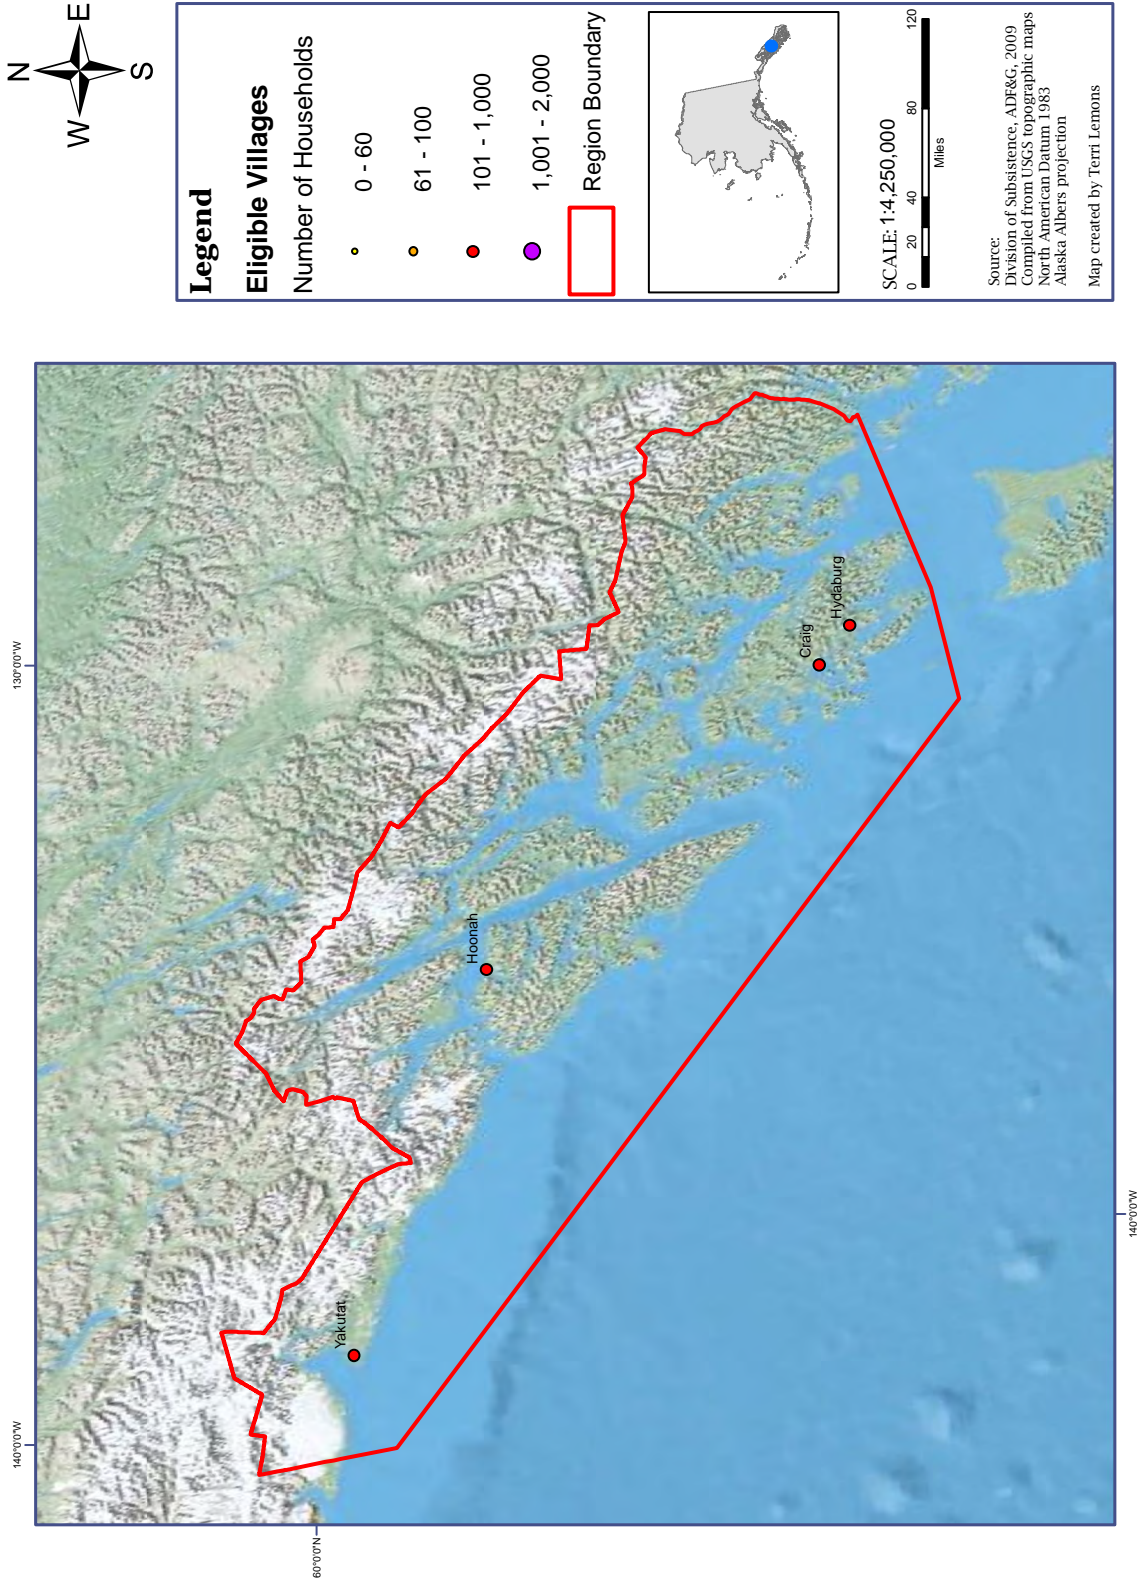 N
W
E
S
Legend
Eligible Villages
Number of Households
0 - 60
61 - 100
101 - 1,000
1,001 - 2,000
Region Boundary
SCALE: 1:4,250,000
0 20 40 80 120
Miles
Source:
Division of Subsistence, ADF&G, 2009
Compiled from USGS topographic maps
North American Datum 1983
Alaska Albers projection
Map created by Terri Lemons
140°0'0"W
130°0'0"W
60°0'0"N
Yakutat
Hoonah
Craig
Hydaburg
140°0'0"W